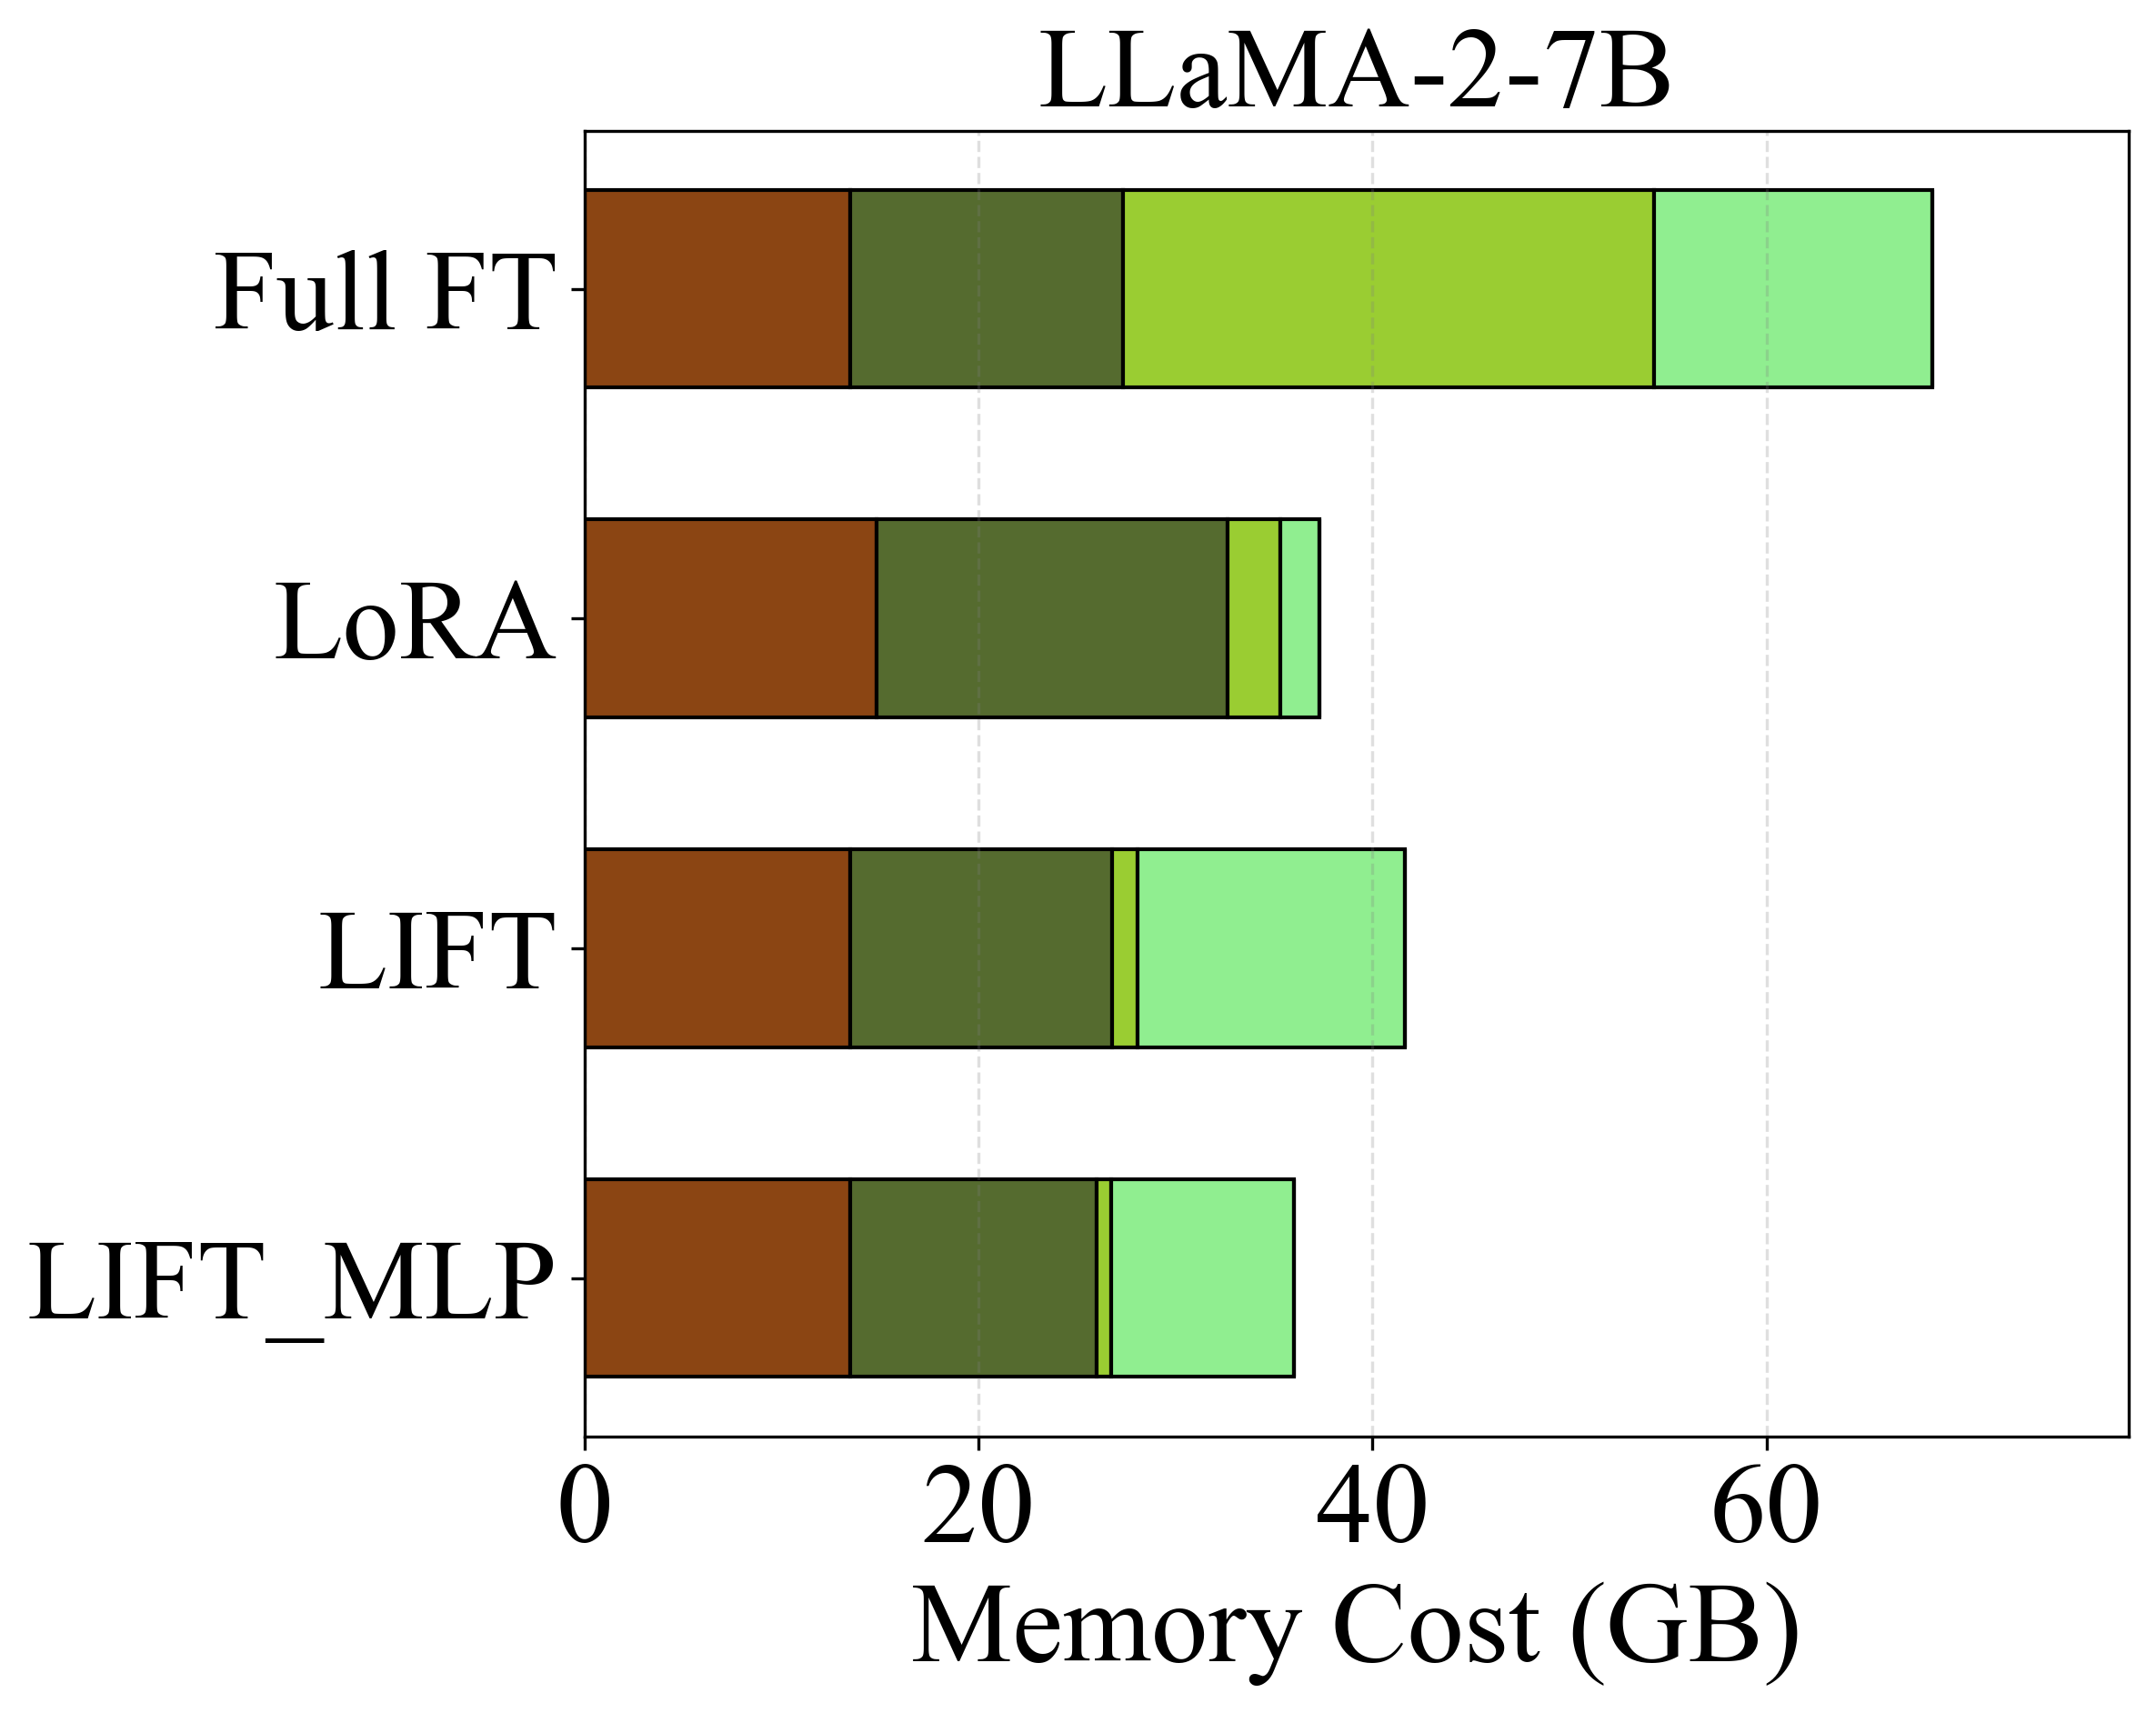 LLaMA-2-7B
Full FT
LoRA
LIFT
LIFT_MLP
0 20 40 60
Memory Cost (GB)